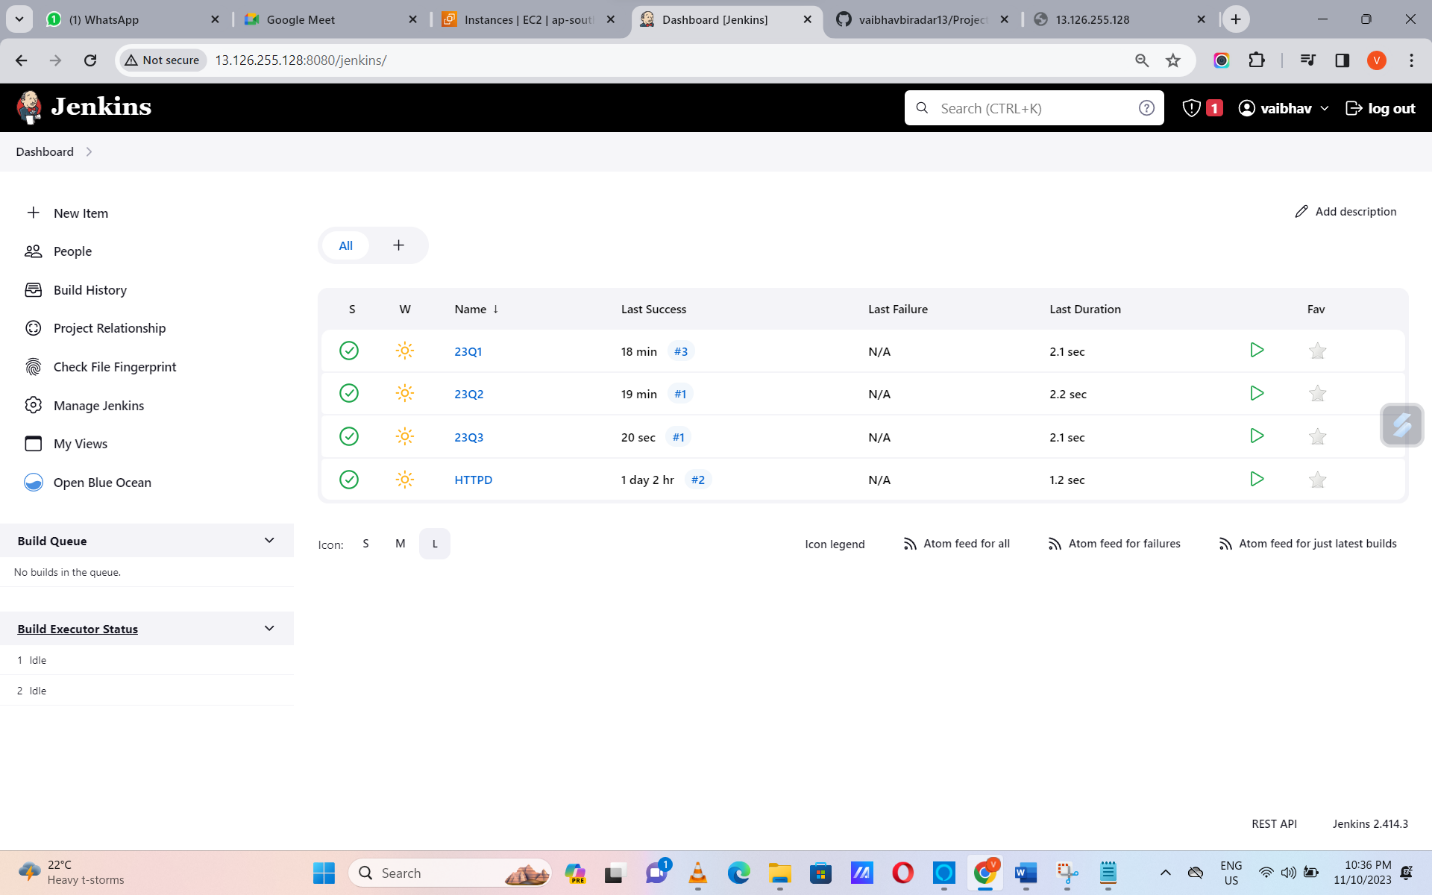 (1) WhatsApp
Google Meet
Instances | EC2 | ap-sout
Dashboard [Jenkins]
vaibhavbiradar13/Project
13.126.255.128
Not secure
13.126.255.128:8080/jenkins/
V
Jenkins
Search (CTRL+K)
1
vaibhav
log out
Dashboard
New Item
People
Build History
Project Relationship
Check File Fingerprint
Manage Jenkins
My Views
Open Blue Ocean
Build Queue
No builds in the queue.
Build Executor Status
1 Idle
2 Idle
Add description
All
S W Name ↓ Last Success Last Failure Last Duration Fav
23Q1 18 min #3 N/A 2.1 sec
23Q2 19 min #1 N/A 2.2 sec
23Q3 20 sec #1 N/A 2.1 sec
HTTPD 1 day 2 hr #2 N/A 1.2 sec
Icon: S M L
Icon legend
Atom feed for all
Atom feed for failures
Atom feed for just latest builds
REST API
Jenkins 2.414.3
22°C
Heavy t-storms
Search
PRE
1
V
W
ENG
US
10:36 PM
11/10/2023